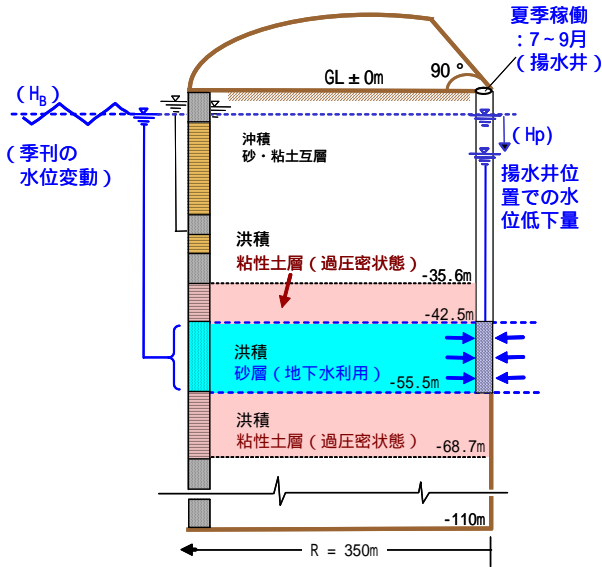 夏季稼働
：7～9月
（揚水井）
90°
GL±0m
(HB)
（季刊の
水位変動）
(Hp)
揚水井位
置での水
位低下量
沖積
砂・粘土互層
洪積
粘性土層（過圧密状態）
-35.6m
-42.5m
洪積
砂層（地下水利用）
-55.5m
洪積
粘性土層（過圧密状態）
-68.7m
-110m
R = 350m